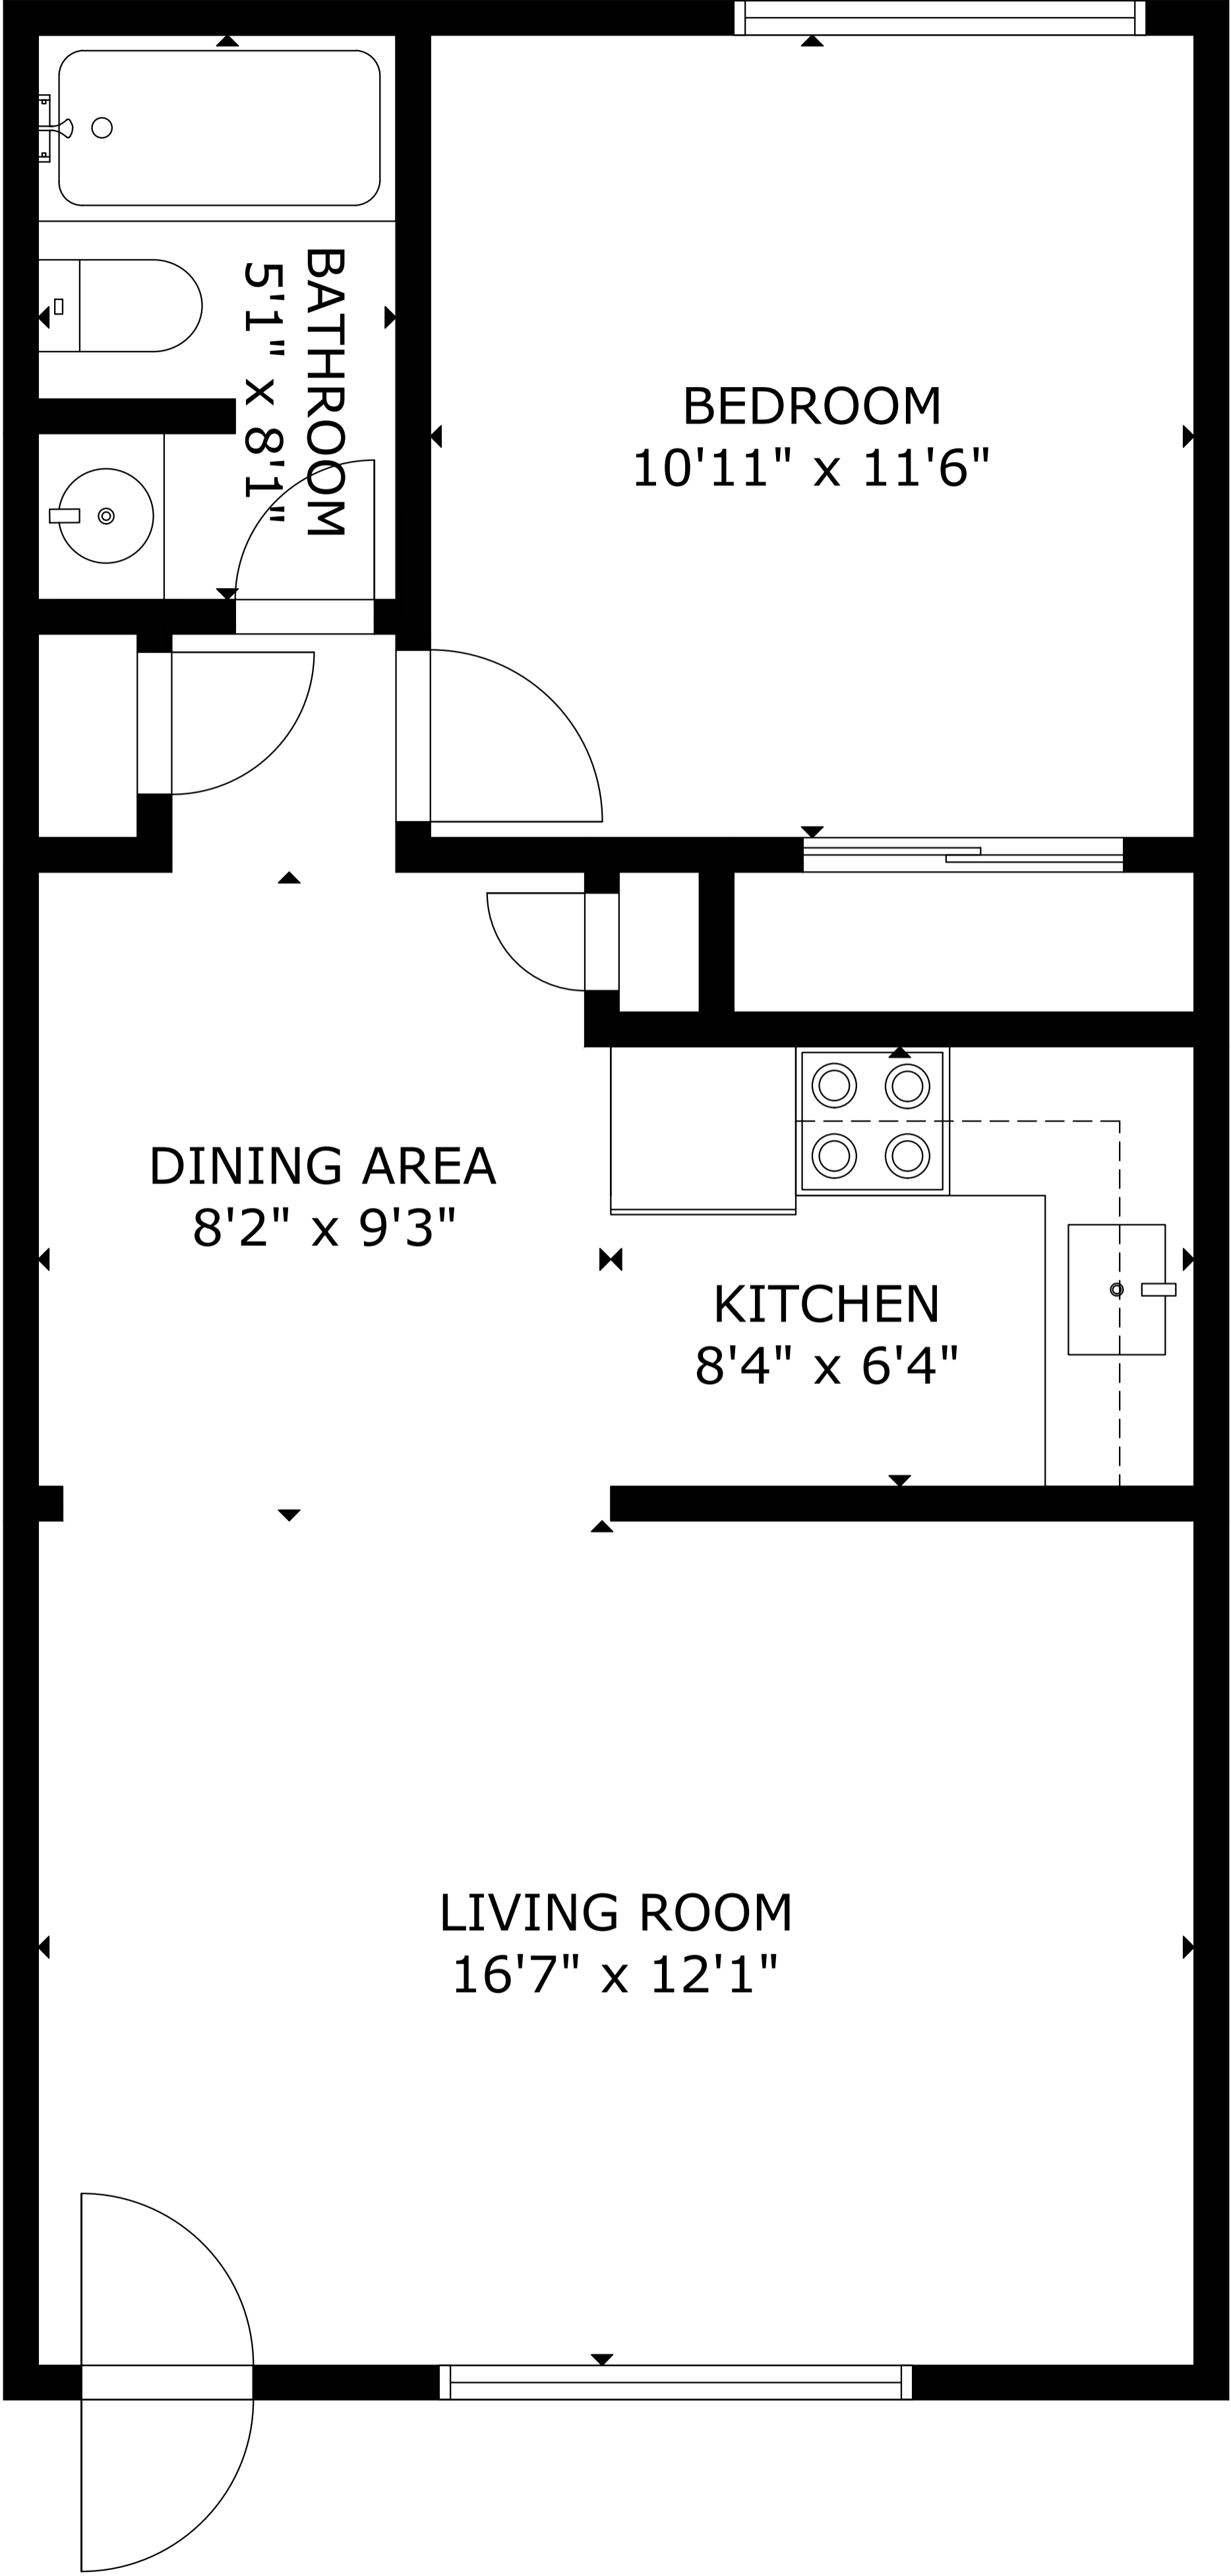 BATHROOM
5'1" x 8'1"
BEDROOM
10'11" x 11'6"
DINING AREA
8'2" x 9'3"
KITCHEN
8'4" x 6'4"
LIVING ROOM
16'7" x 12'1"